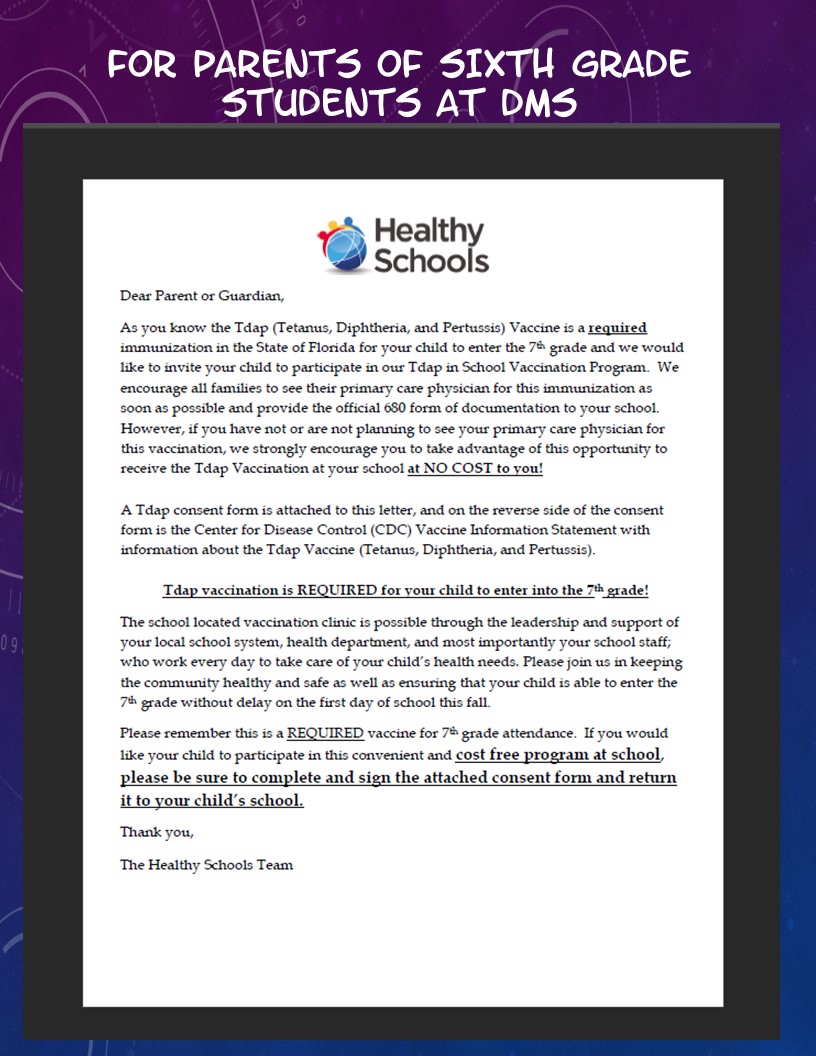 FOR PARENTS OF SIXTH GRADE
STUDENTS AT DMS
Healthy
Schools
Dear Parent or Guardian,
As you know the Tdap (Tetanus, Diphtheria, and Pertussis) Vaccine is a required
immunization in the State of Florida for your child to enter the 7th grade and we would
like to invite your child to participate in our Tdap in School Vaccination Program.  We
encourage all families to see their primary care physician for this immunization as
soon as possible and provide the official 680 form of documentation to your school.
However, if you have not or are not planning to see your primary care physician for
this vaccination, we strongly encourage you to take advantage of this opportunity to
receive the Tdap Vaccination at your school at NO COST to you!
A Tdap consent form is attached to this letter, and on the reverse side of the consent
form is the Center for Disease Control (CDC) Vaccine Information Statement with
information about the Tdap Vaccine (Tetanus, Diphtheria, and Pertussis).
Tdap vaccination is REQUIRED for your child to enter into the 7th grade!
The school located vaccination clinic is possible through the leadership and support of
your local school system, health department, and most importantly your school staff;
who work every day to take care of your child's health needs. Please join us in keeping
the community healthy and safe as well as ensuring that your child is able to enter the
7th grade without delay on the first day of school this fall.
Please remember this is a REQUIRED vaccine for 7th grade attendance.  If you would
like your child to participate in this convenient and cost free program at school,
please be sure to complete and sign the attached consent form and return
it to your child's school.
Thank you,
The Healthy Schools Team